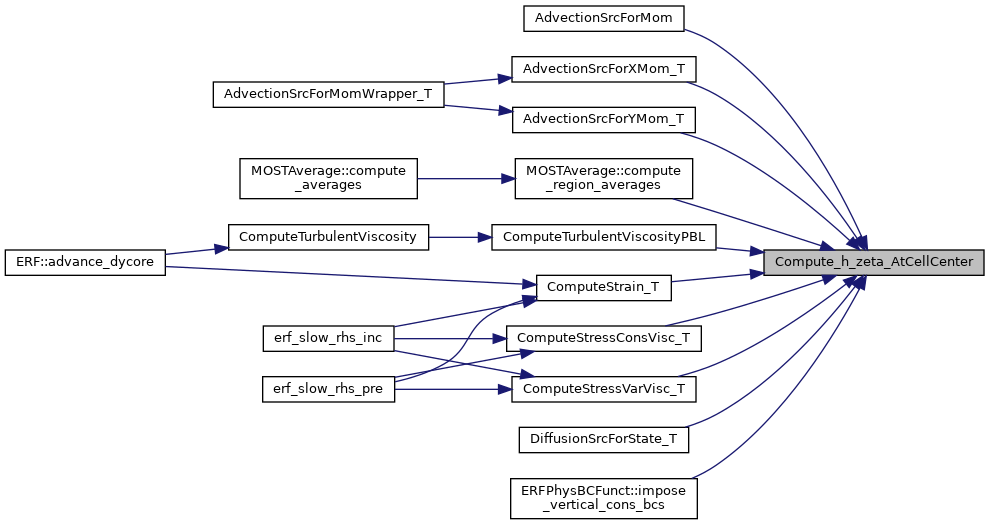 AdvectionSrcForMom
AdvectionSrcForXMom_T
AdvectionSrcForMomWrapper_T
AdvectionSrcForYMom_T
MOSTAverage::compute
_averages
MOSTAverage::compute
_region_averages
ComputeTurbulentViscosity
ComputeTurbulentViscosityPBL
ERF::advance_dycore
Compute_h_zeta_AtCellCenter
ComputeStrain_T
erf_slow_rhs_inc
ComputeStressConsVisc_T
erf_slow_rhs_pre
ComputeStressVarVisc_T
DiffusionSrcForState_T
ERFPhysBCFunct::impose
_vertical_cons_bcs